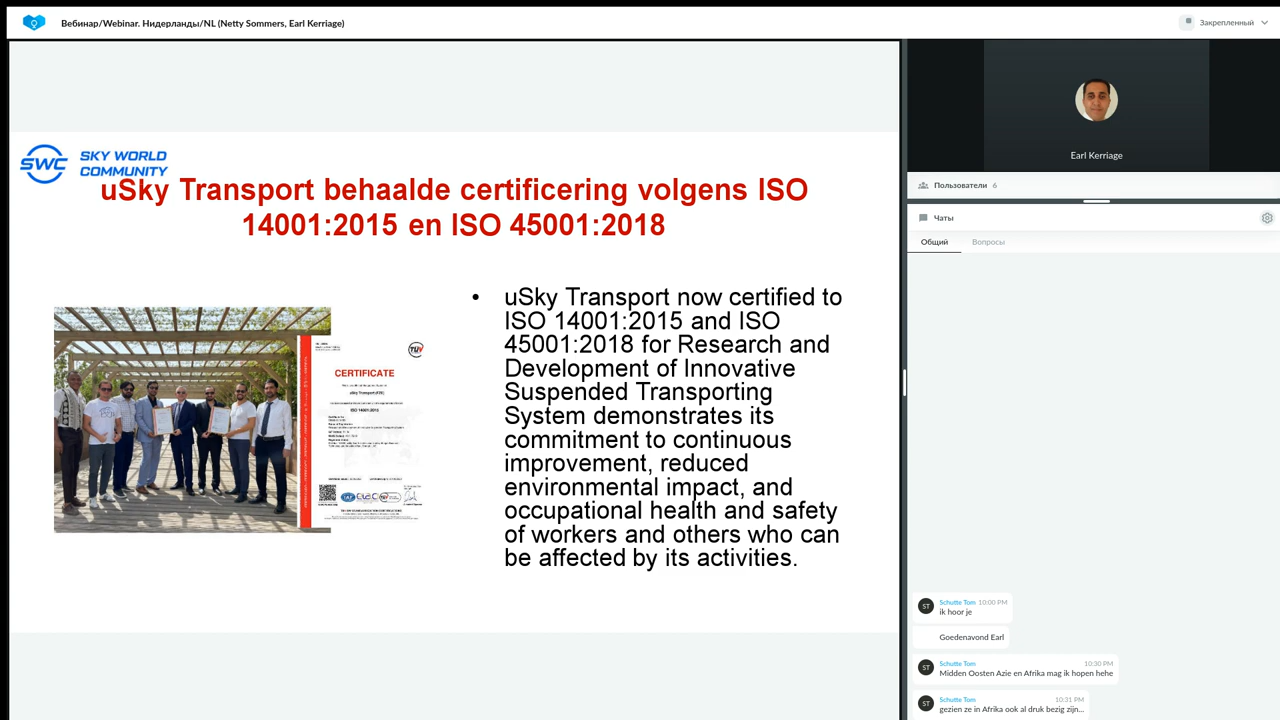 Вебинар/Webinar. Нидерланды/NL (Netty Sommers, Earl Kerriage)
Закрепленный
SWC SKY WORLD
COMMUNITY
uSky Transport behaalde certificering volgens ISO
14001:2015 en ISO 45001:2018
TÜV
CERTIFICATE
uSky Transport (FZE)
ISO 14001:2015
• uSky Transport now certified to
ISO 14001:2015 and ISO
45001:2018 for Research and
Development of Innovative
Suspended Transporting
System demonstrates its
commitment to continuous
improvement, reduced
environmental impact, and
occupational health and safety
of workers and others who can
be affected by its activities.
Earl Kerriage
Пользователи 6
Чаты
Общий Вопросы
ST Schutte Tom 10:00 PM
ik hoor je
Goedenavond Earl
ST Schutte Tom 10:30 PM
Midden Oosten Azie en Afrika mag ik hopen hehe
ST Schutte Tom 10:31 PM
gezien ze in Afrika ook al druk bezig zijn...